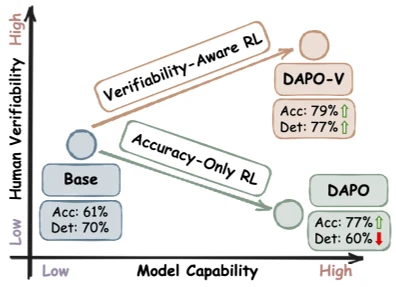 High
Human Verifiability
Low
Verifiability-Aware RL
DAPO-V
Acc: 79%⇧
Det: 77%⇧
Base
Acc: 61%
Det: 70%
Accuracy-Only RL
DAPO
Acc: 77%⇧
Det: 60%⬇
Low
Model Capability
High